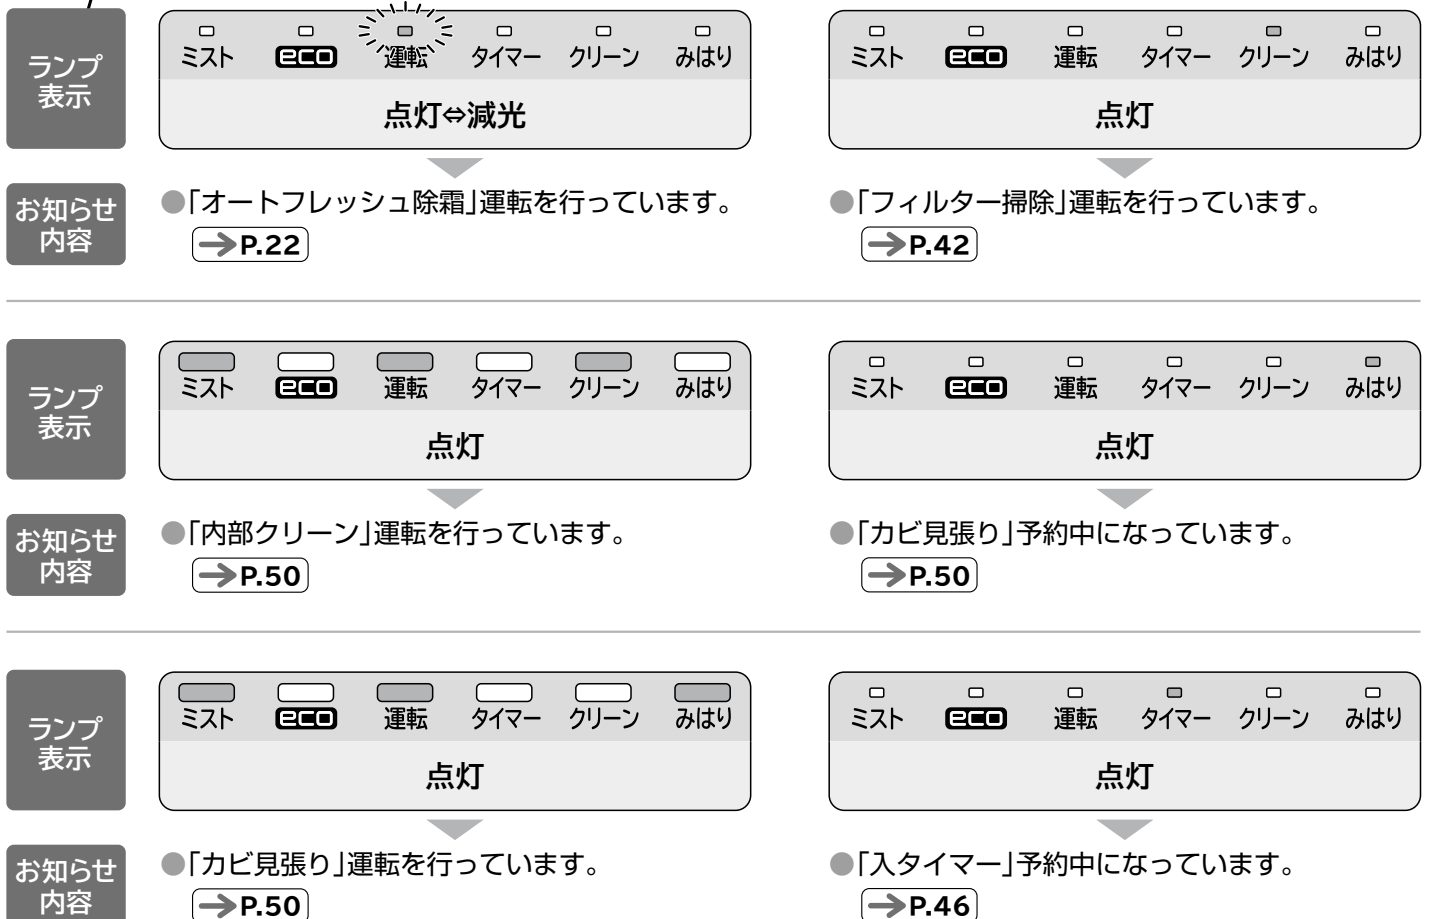 ランプ
表示
ミスト eco 運転 タイマー クリーン みはり
点灯⇔減光
ミスト eco 運転 タイマー クリーン みはり
点灯
お知らせ
内容
●「オートフレッシュ除霜」運転を行っています。
→P.22
●「フィルター掃除」運転を行っています。
→P.42
ランプ
表示
ミスト eco 運転 タイマー クリーン みはり
点灯
ミスト eco 運転 タイマー クリーン みはり
点灯
お知らせ
内容
●「内部クリーン」運転を行っています。
→P.50
●「カビ見張り」予約中になっています。
→P.50
ランプ
表示
ミスト eco 運転 タイマー クリーン みはり
点灯
ミスト eco 運転 タイマー クリーン みはり
点灯
お知らせ
内容
●「カビ見張り」運転を行っています。
→P.50
●「入タイマー」予約中になっています。
→P.46